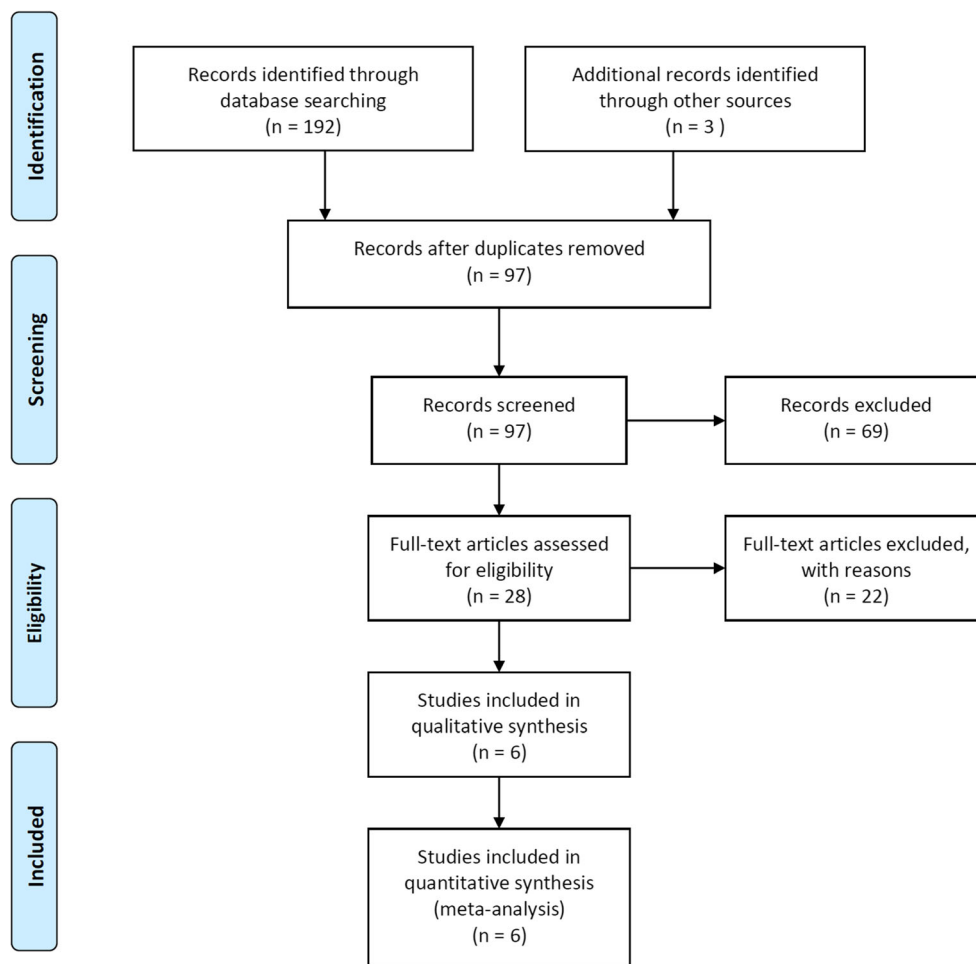 Identification
Records identified through
database searching
(n = 192)
Additional records identified
through other sources
(n = 3 )
Records after duplicates removed
(n = 97)
Screening
Records screened
(n = 97)
Records excluded
(n = 69)
Eligibility
Full-text articles assessed
for eligibility
(n = 28)
Full-text articles excluded,
with reasons
(n = 22)
Studies included in
qualitative synthesis
(n = 6)
Included
Studies included in
quantitative synthesis
(meta-analysis)
(n = 6)